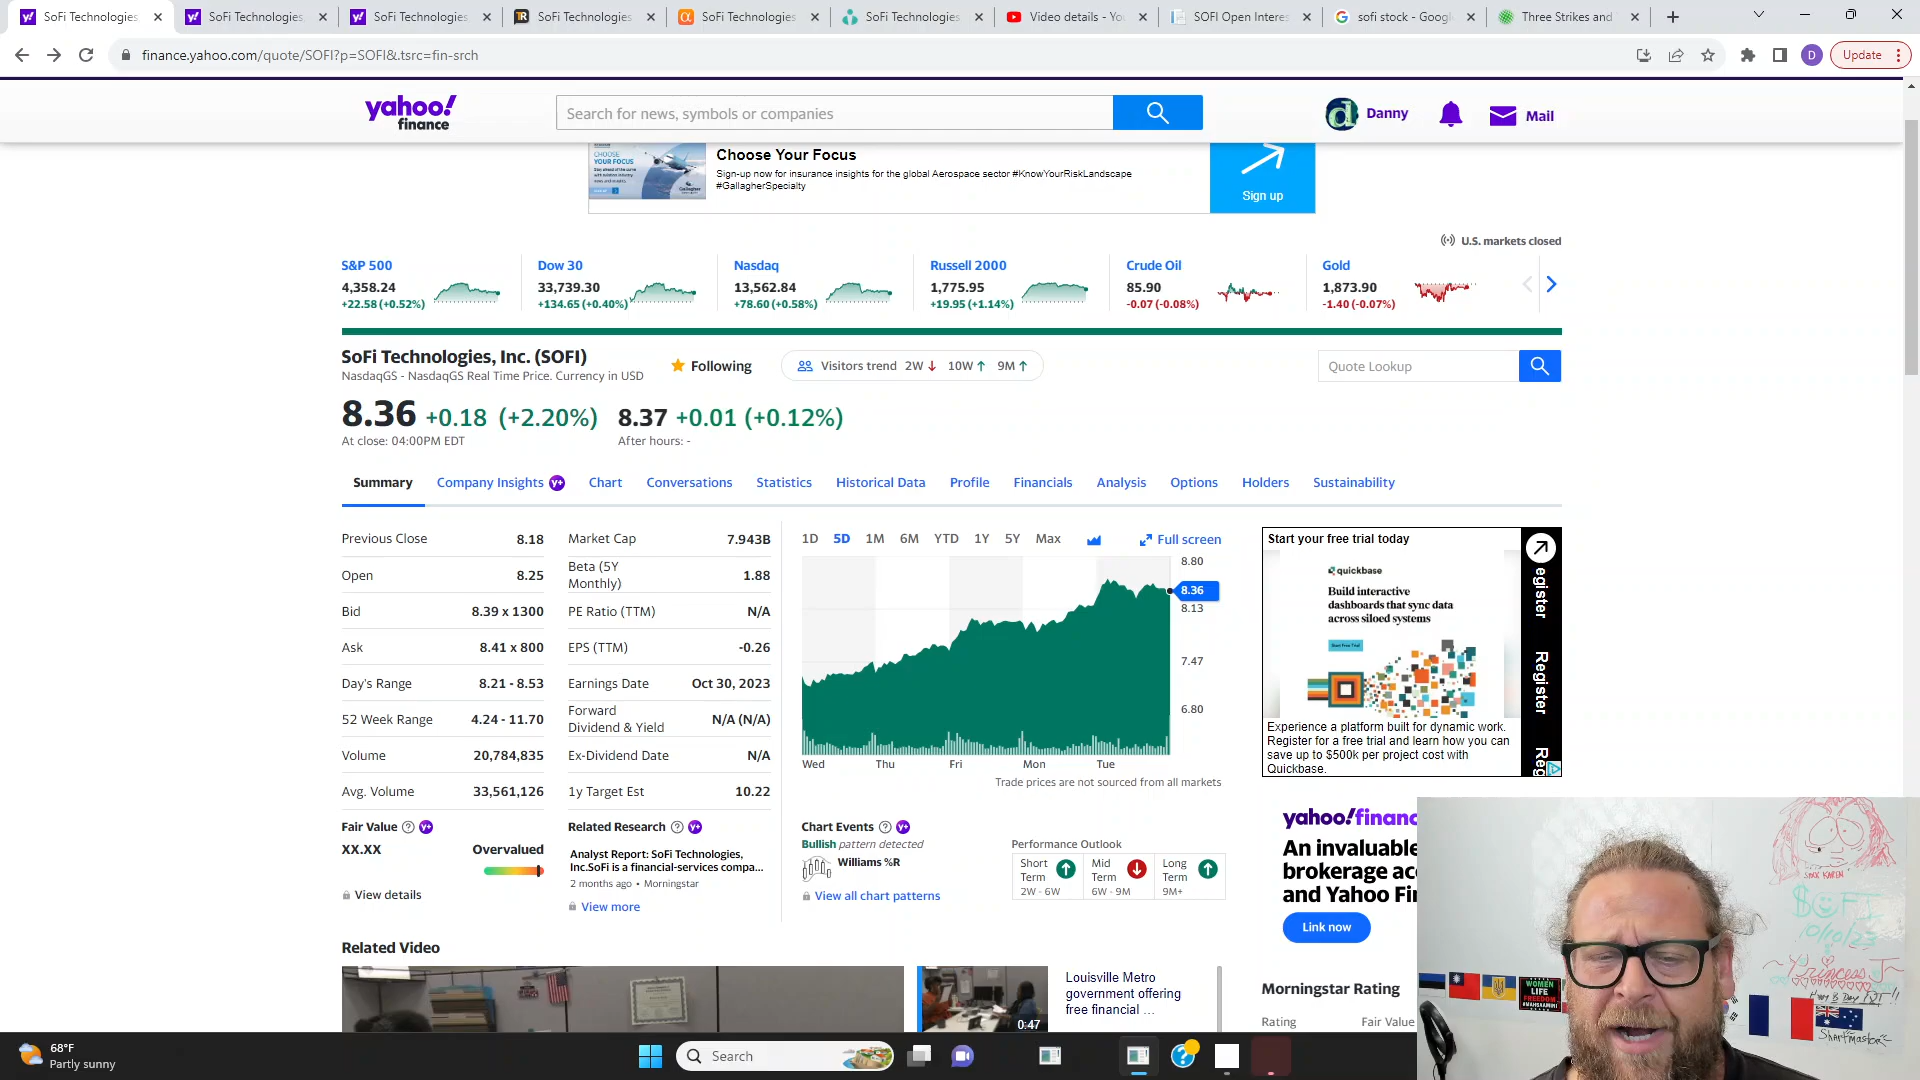 SoFi Technologies
SoFi Technologies,
SoFi Technologies
SoFi Technologies
SoFi Technologies
SoFi Technologies
Video details - You
SOFI Open Interes
sofi stock - Googl
Three Strikes and
finance.yahoo.com/quote/SOFI?p=SOFI&.tsrc=fin-srch
D
Update
yahoo!
finance
Search for news, symbols or companies
d
Danny
Mail
CHOOSE
YOUR FOCUS
Choose Your Focus
Sign-up now for insurance insights for the global Aerospace sector #KnowYourRiskLandscape
#GallagherSpecialty
Sign up
U.S. markets closed
S&P 500
4,358.24
+22.58 (+0.52%)
Dow 30
33,739.30
+134.65 (+0.40%)
Nasdaq
13,562.84
+78.60 (+0.58%)
Russell 2000
1,775.95
+19.95 (+1.14%)
Crude Oil
85.90
-0.07 (-0.08%)
Gold
1,873.90
-1.40 (-0.07%)
SoFi Technologies, Inc. (SOFI)
NasdaqGS - NasdaqGS Real Time Price. Currency in USD
Following
Visitors trend 2W ↓ 10W ↑ 9M ↑
Quote Lookup
8.36 +0.18 (+2.20%)
At close: 04:00PM EDT
8.37 +0.01 (+0.12%)
After hours: -
Summary
Company Insights
Chart
Conversations
Statistics
Historical Data
Profile
Financials
Analysis
Options
Holders
Sustainability
Previous Close 8.18
Open 8.25
Bid 8.39 x 1300
Ask 8.41 x 800
Day's Range 8.21 - 8.53
52 Week Range 4.24 - 11.70
Volume 20,784,835
Avg. Volume 33,561,126
Market Cap 7.943B
Beta (5Y
Monthly) 1.88
PE Ratio (TTM) N/A
EPS (TTM) -0.26
Earnings Date Oct 30, 2023
Forward
Dividend & Yield N/A (N/A)
Ex-Dividend Date N/A
1y Target Est 10.22
1D 5D 1M 6M YTD 1Y 5Y Max
Full screen
8.80
8.36
8.13
7.47
6.80
Wed Thu Fri Mon Tue
Trade prices are not sourced from all markets
Start your free trial today
quickbase
Build interactive
dashboards that sync data
across siloed systems
Start Free Trial
Experience a platform built for dynamic work.
Register for a free trial and learn how you can
save up to $500k per project cost with
Quickbase.
egister
Register
Reg
Fair Value
XX.XX Overvalued
View details
Related Research
Analyst Report: SoFi Technologies,
Inc.SoFi is a financial-services compa...
2 months ago • Morningstar
View more
Chart Events
Bullish pattern detected
Williams %R
View all chart patterns
Performance Outlook
Short
Term
2W - 6W
Mid
Term
6W - 9M
Long
Term
9M+
yahoo!financ
An invaluable
brokerage ac
and Yahoo Fi
Link now
Related Video
Louisville Metro
government offering
free financial ...
0:47
Morningstar Rating
Rating Fair Value
$OFI
10/10/23
~Princess J~
WOMEN
LIFE
FREEDOM
#MAHSAAMINI
68°F
Partly sunny
Search